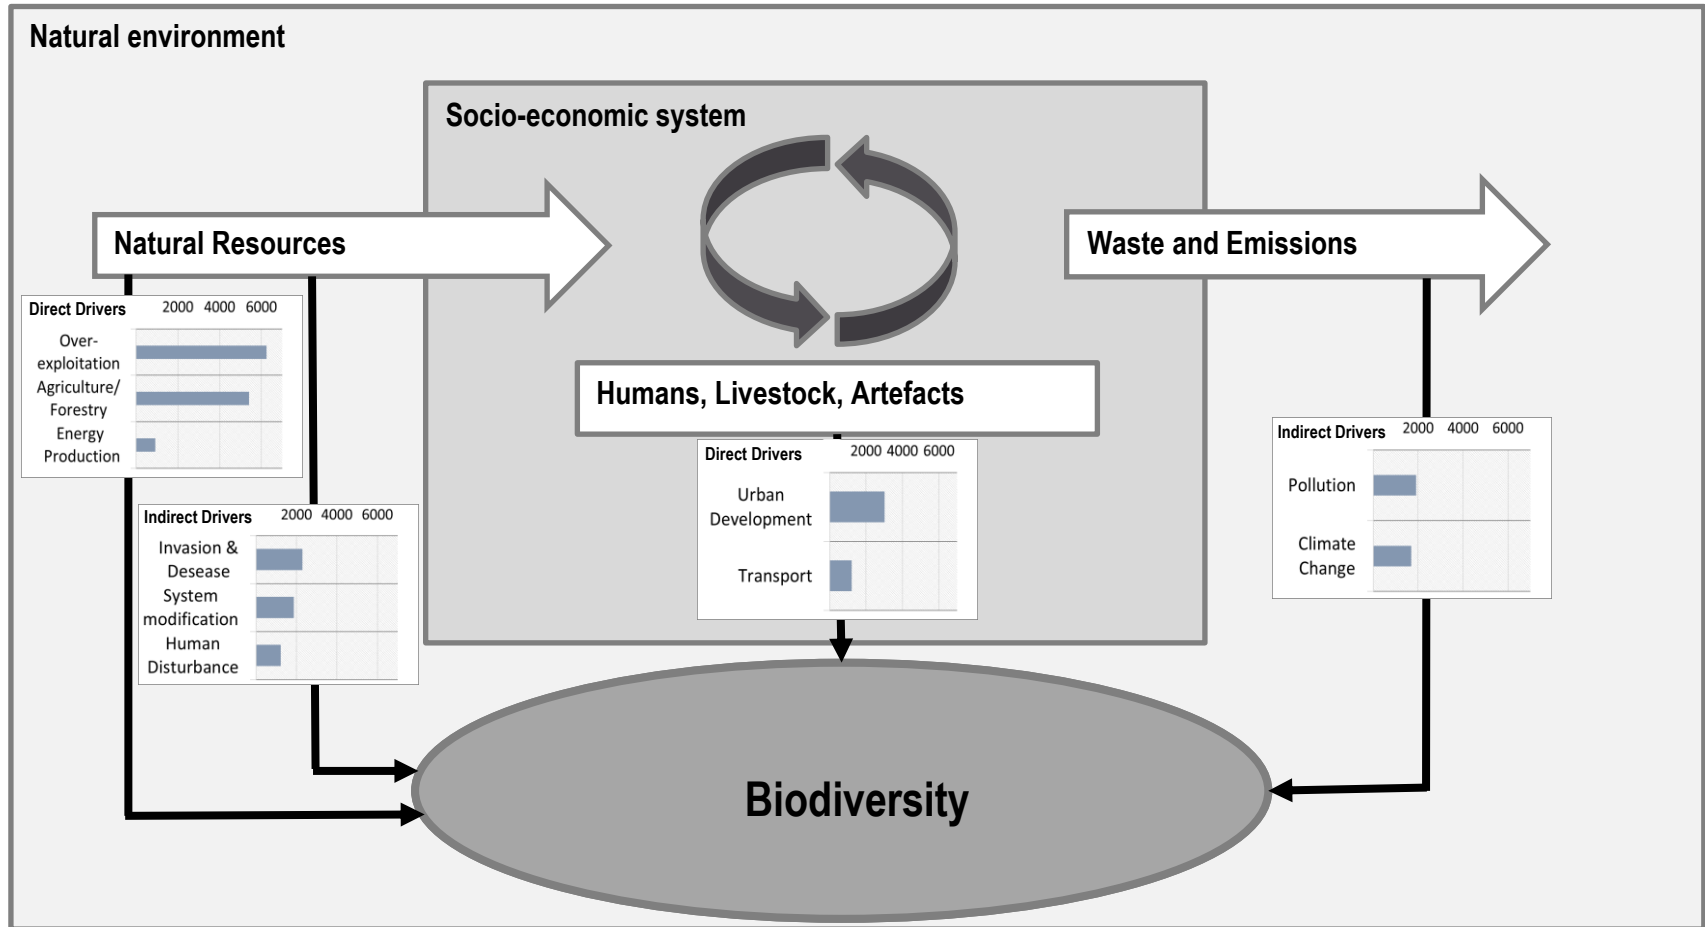 Natural environment
Socio-economic system
Natural Resources
Waste and Emissions
Humans, Livestock, Artefacts
Direct Drivers 2000 4000 6000
Over-
exploitation
Agriculture/
Forestry
Energy
Production
Indirect Drivers 2000 4000 6000
Invasion &
Desease
System
modification
Human
Disturbance
Direct Drivers 2000 4000 6000
Urban
Development
Transport
Indirect Drivers 2000 4000 6000
Pollution
Climate
Change
Biodiversity